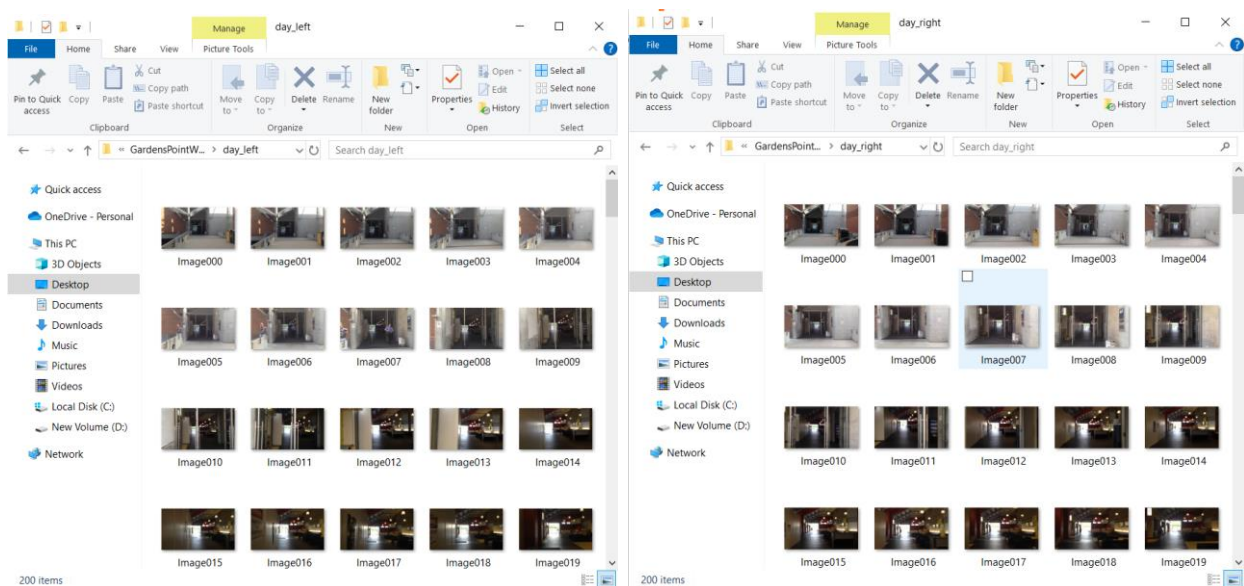 Manage day_left
File Home Share View Picture Tools
Pin to Quick access
Copy
Paste
Cut
Copy path
Paste shortcut
Clipboard
Move to
Copy to
Delete
Rename
Organize
New folder
New
Properties
Open
Edit
History
Open
Select all
Select none
Invert selection
Select
« GardensPointW... > day_left
Search day_left
Quick access
OneDrive - Personal
This PC
3D Objects
Desktop
Documents
Downloads
Music
Pictures
Videos
Local Disk (C:)
New Volume (D:)
Network
Image000 Image001 Image002 Image003 Image004
Image005 Image006 Image007 Image008 Image009
Image010 Image011 Image012 Image013 Image014
Image015 Image016 Image017 Image018 Image019
200 items
Manage day_right
File Home Share View Picture Tools
Pin to Quick access
Copy
Paste
Cut
Copy path
Paste shortcut
Clipboard
Move to
Copy to
Delete
Rename
Organize
New folder
New
Properties
Open
Edit
History
Open
Select all
Select none
Invert selection
Select
« GardensPoint... > day_right
Search day_right
Quick access
OneDrive - Personal
This PC
3D Objects
Desktop
Documents
Downloads
Music
Pictures
Videos
Local Disk (C:)
New Volume (D:)
Network
Image000 Image001 Image002 Image003 Image004
Image005 Image006 Image007 Image008 Image009
Image010 Image011 Image012 Image013 Image014
Image015 Image016 Image017 Image018 Image019
200 items